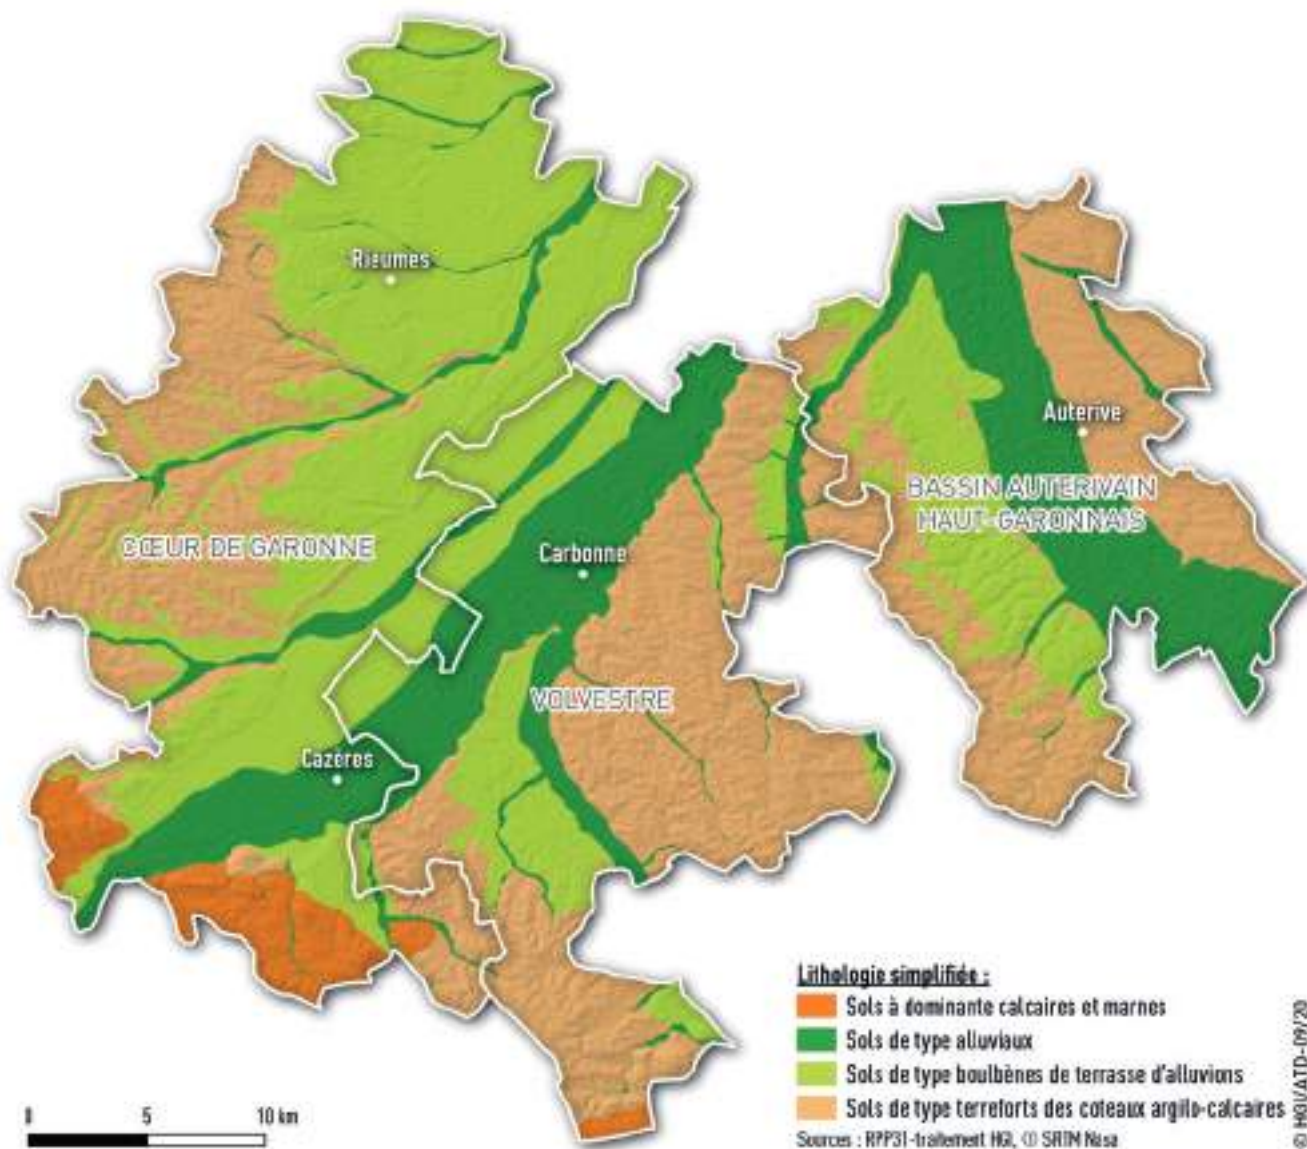 Rieumes
Auterive
BASSIN AUTERIVAIN
HAUT-GARONNAIS
CŒUR DE GARONNE
Carbonne
VOLVESTRE
Cazères
Lithologie simplifiée :
Sols à dominante calcaires et marnes
Sols de type alluviaux
Sols de type boulbènes de terrasse d'alluvions
Sols de type terreforts des coteaux argilo-calcaires
0 5 10 km
Sources : RPP31-traitement HGI, © SRTM Nasa
© HGI/ATD-09/20